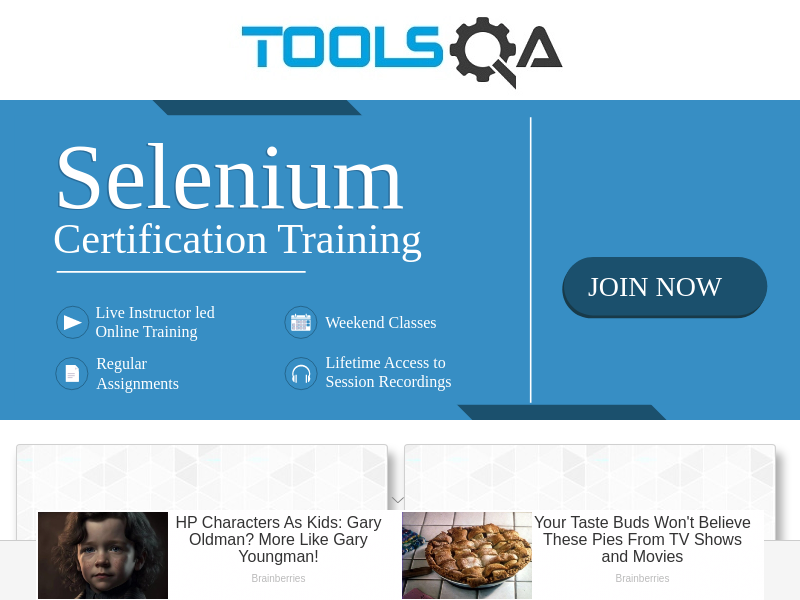 TOOLSQA
Selenium
Certification Training
Live Instructor led
Online Training
Weekend Classes
Regular
Assignments
Lifetime Access to
Session Recordings
JOIN NOW
HP Characters As Kids: Gary
Oldman? More Like Gary
Youngman!
Brainberries
Your Taste Buds Won't Believe
These Pies From TV Shows
and Movies
Brainberries